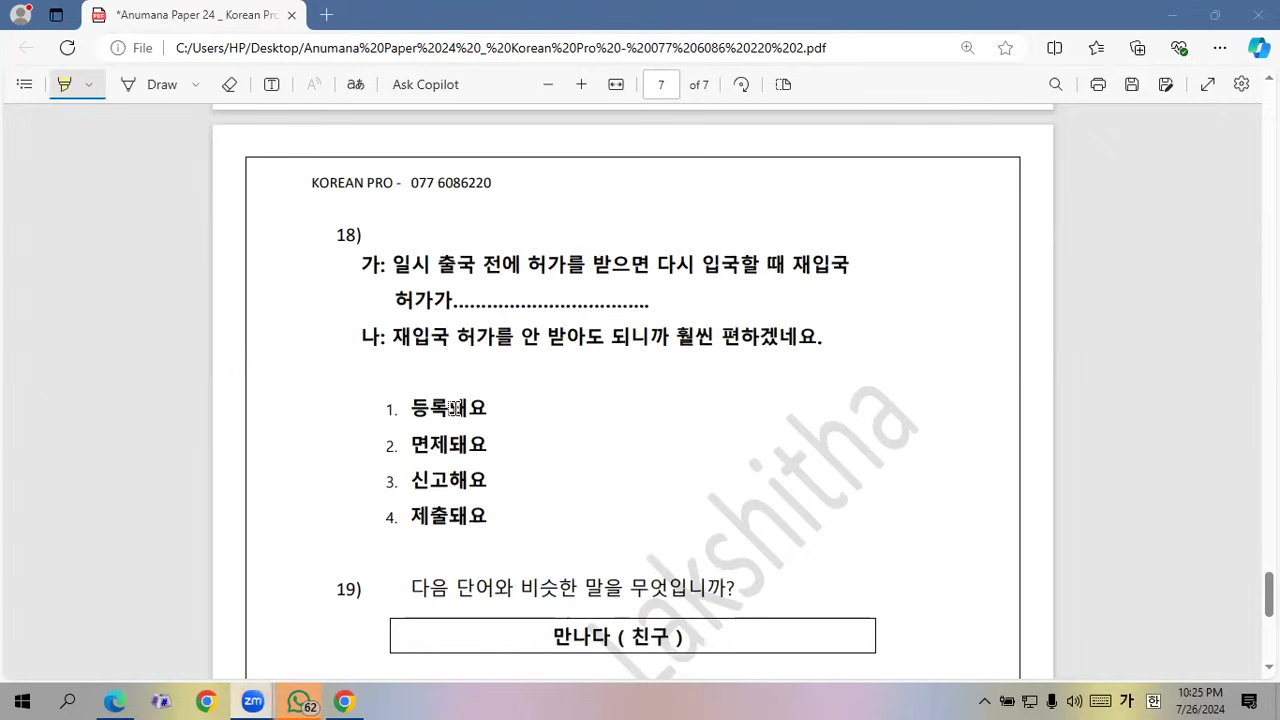 *Anumana Paper 24 _ Korean Pro
File
C:/Users/HP/Desktop/Anumana%20Paper%2024%20_%20Korean%20Pro%20-%20077%206086%20220%20%202.pdf
Draw
aあ
Ask Copilot
7 of 7
KOREAN PRO - 077 6086220
18)
가: 일시 출국 전에 허가를 받으면 다시 입국할 때 재입국
허가가..................................
나: 재입국 허가를 안 받아도 되니까 훨씬 편하겠네요.
1. 등록돼요
2. 면제돼요
3. 신고해요
4. 제출돼요
19) 다음 단어와 비슷한 말을 무엇입니까?
만나다 ( 친구 )
Lakshitha
zm
62
가
한
10:25 PM
7/26/2024